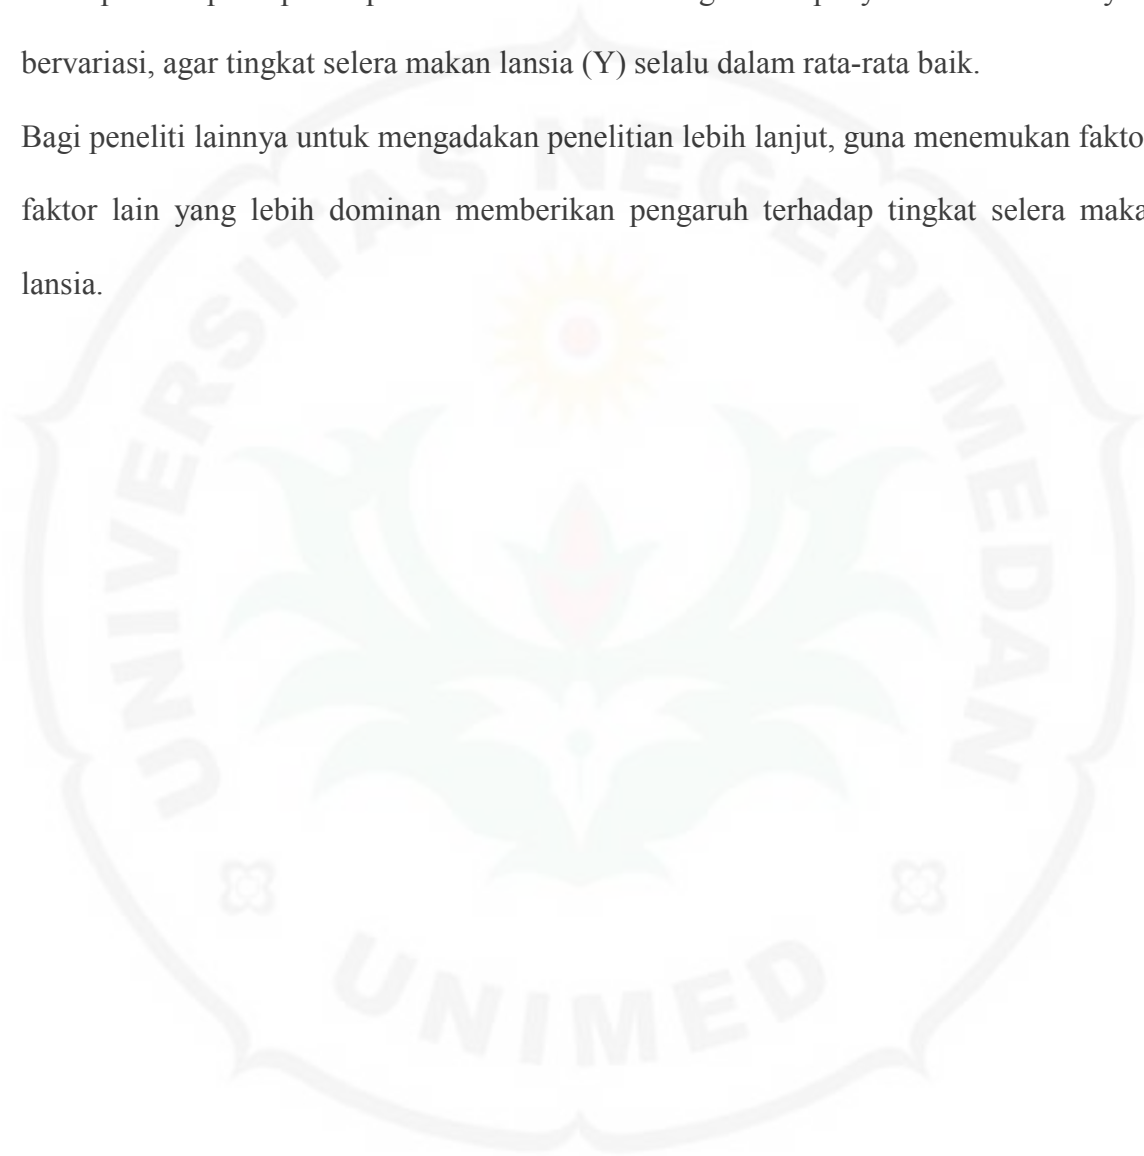 bervariasi, agar tingkat selera makan lansia (Y) selalu dalam rata-rata baik.
Bagi peneliti lainnya untuk mengadakan penelitian lebih lanjut, guna menemukan fakto
faktor lain yang lebih dominan memberikan pengaruh terhadap tingkat selera maka
lansia.
UNIVERSITAS NEGERI MEDAN
UNIMED